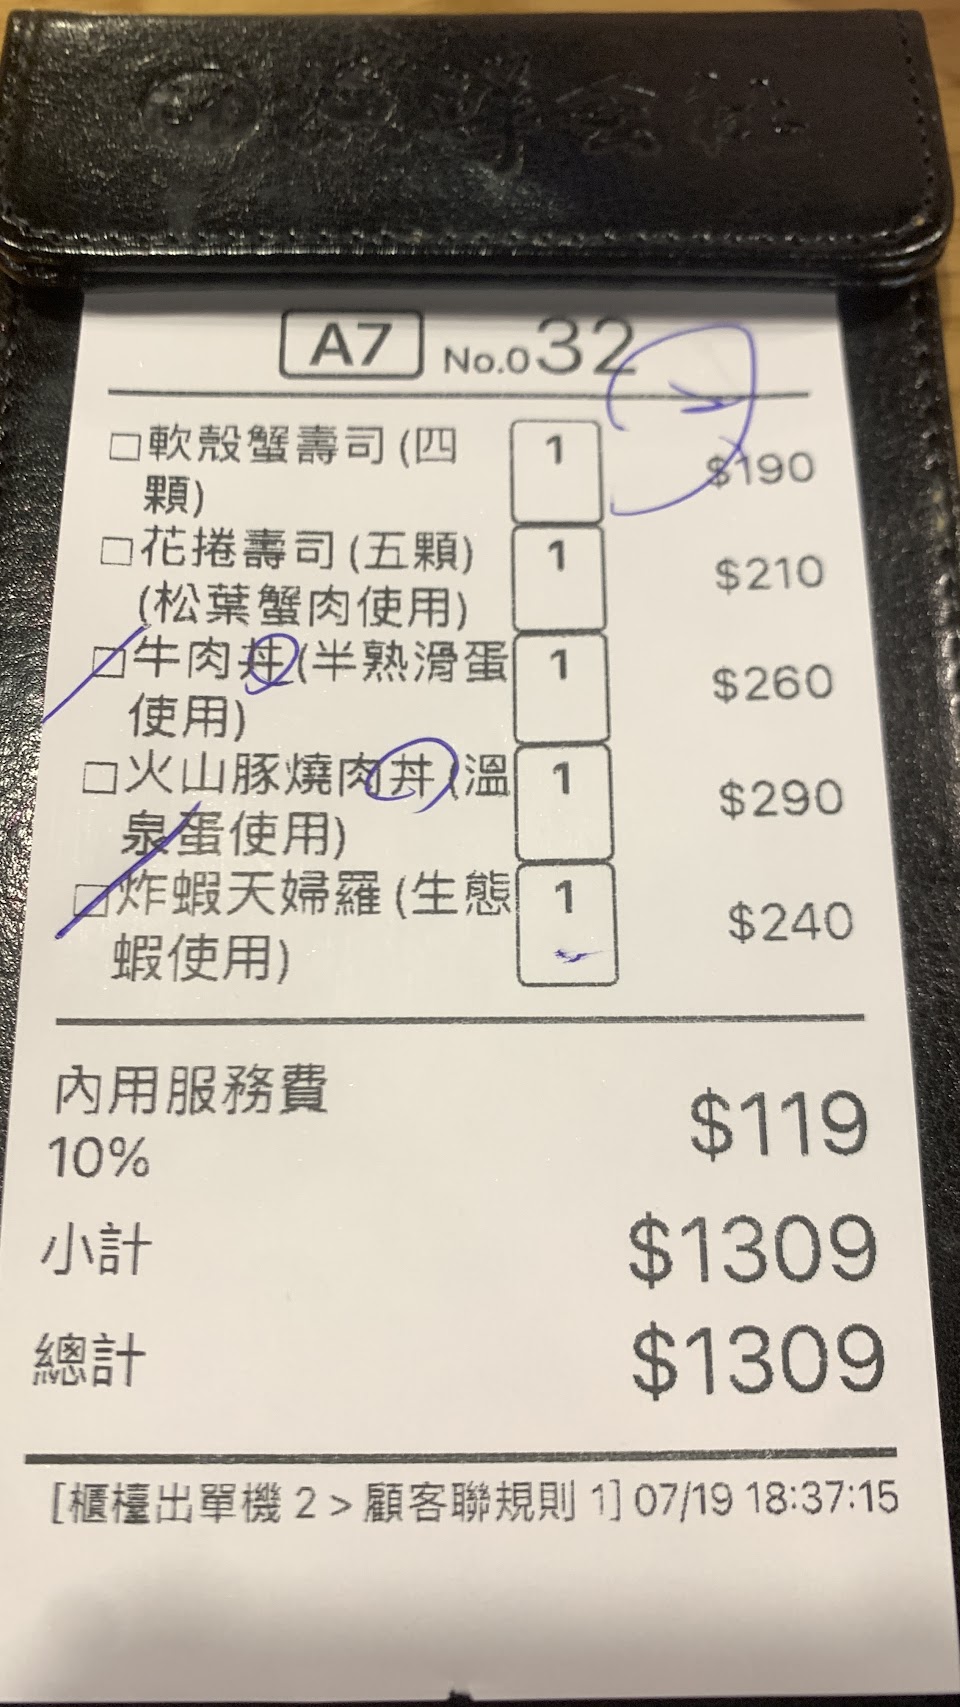 A7 No.032
□軟殼蟹壽司(四 1 $190
顆)
□花捲壽司(五顆) 1 $210
(松葉蟹肉使用)
□牛肉丼(半熟滑蛋 1 $260
使用)
□火山豚燒肉丼(溫 1 $290
泉蛋使用)
□炸蝦天婦羅(生態 1 $240
蝦使用)
內用服務費 $119
10%
小計 $1309
總計 $1309
[櫃檯出單機 2 > 顧客聯規則 1] 07/19 18:37:15